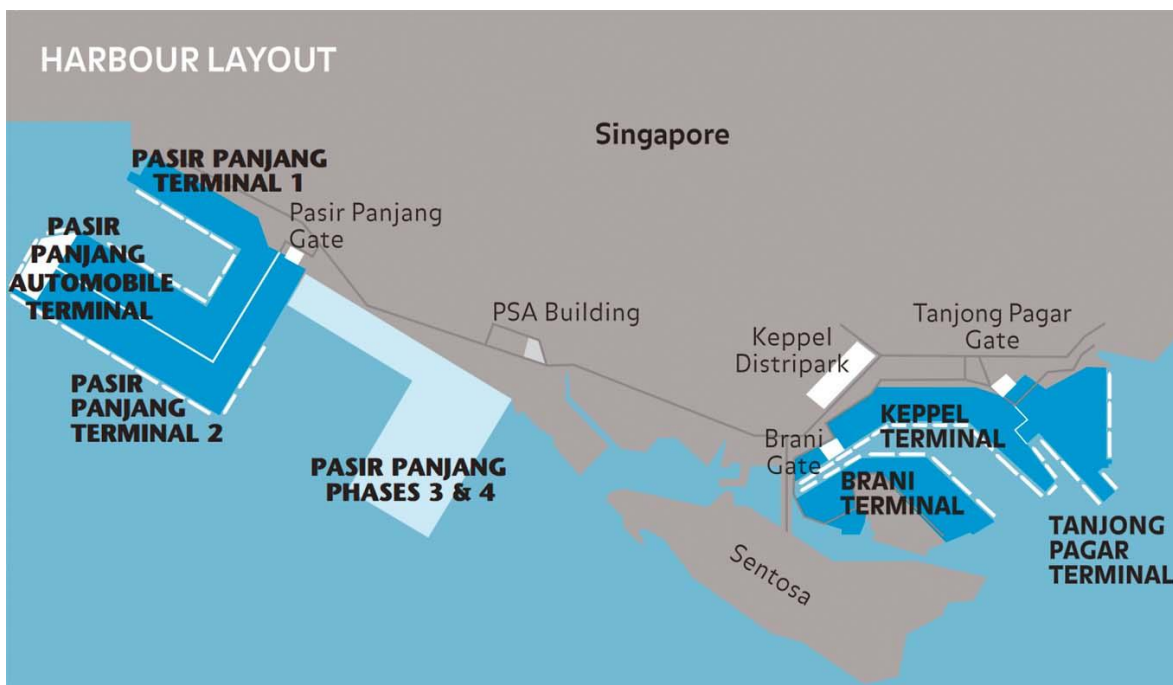 HARBOUR LAYOUT
Singapore
PASIR PANJANG
TERMINAL 1
Pasir Panjang
Gate
PASIR
PANJANG
AUTOMOBILE
TERMINAL
PSA Building
Tanjong Pagar
Gate
Keppel
Distripark
PASIR
PANJANG
TERMINAL 2
KEPPEL
TERMINAL
Brani
Gate
PASIR PANJANG
PHASES 3 & 4
BRANI
TERMINAL
TANJONG
PAGAR
TERMINAL
Sentosa